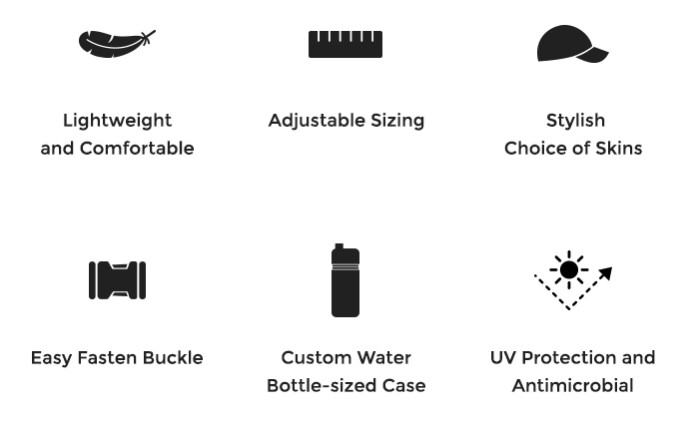 Lightweight
and Comfortable
Adjustable Sizing
Stylish
Choice of Skins
Easy Fasten Buckle
Custom Water
Bottle-sized Case
UV Protection and
Antimicrobial